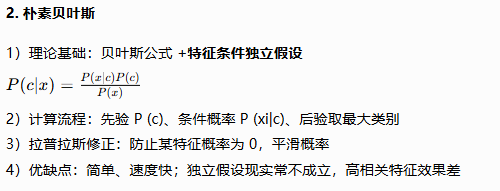 2. 朴素贝叶斯
1）理论基础：贝叶斯公式 +特征条件独立假设
P(c|x) = P(x|c)P(c) / P(x)
2）计算流程：先验 P (c)、条件概率 P (xi|c)、后验取最大类别
3）拉普拉斯修正：防止某特征概率为 0，平滑概率
4）优缺点：简单、速度快；独立假设现实常不成立，高相关特征效果差